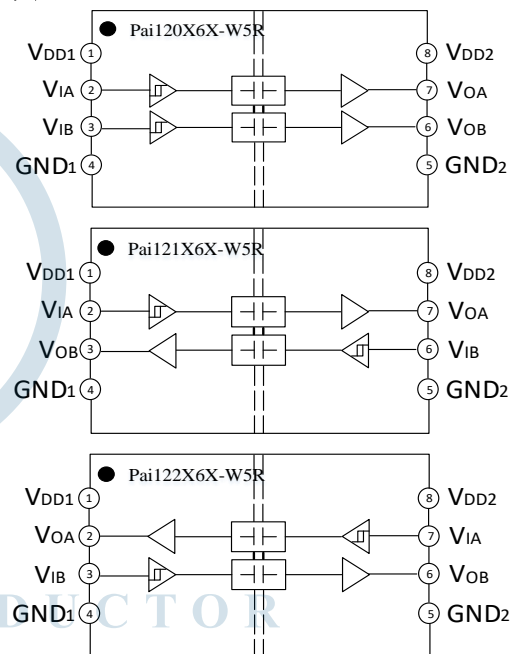 Pai120X6X-W5R
VDD1 1 8 VDD2
VIA 2 7 VOA
VIB 3 6 VOB
GND1 4 5 GND2
Pai121X6X-W5R
VDD1 1 8 VDD2
VIA 2 7 VOA
VOB 3 6 VIB
GND1 4 5 GND2
Pai122X6X-W5R
VDD1 1 8 VDD2
VOA 2 7 VIA
VIB 3 6 VOB
GND1 4 5 GND2
DUCTOR